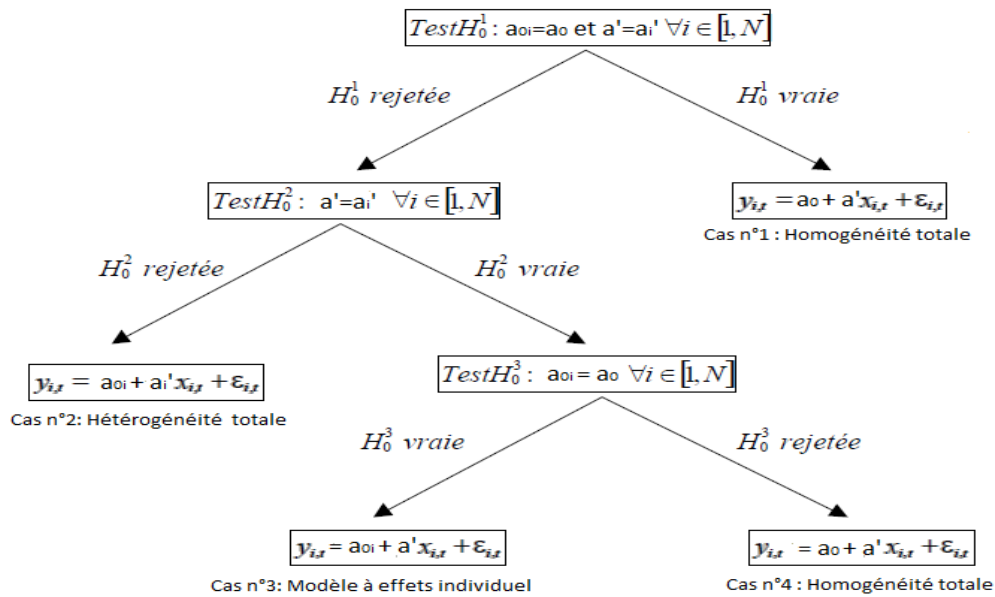 TestH₀¹ : a₀ᵢ=a₀ et a'=aᵢ' ∀i ∈ [1, N]
H₀¹ rejetée
H₀¹ vraie
TestH₀² : a'=aᵢ' ∀i ∈ [1, N]
yᵢ,ₜ = a₀ + a'xᵢ,ₜ + εᵢ,ₜ
Cas n°1 : Homogénéité totale
H₀² rejetée
H₀² vraie
yᵢ,ₜ = a₀ᵢ + aᵢ'xᵢ,ₜ + εᵢ,ₜ
Cas n°2: Hétérogénéité totale
TestH₀³ : a₀ᵢ = a₀ ∀i ∈ [1, N]
H₀³ vraie
H₀³ rejetée
yᵢ,ₜ = a₀ᵢ + a'xᵢ,ₜ + εᵢ,ₜ
Cas n°3: Modèle à effets individuel
yᵢ,ₜ = a₀ + a'xᵢ,ₜ + εᵢ,ₜ
Cas n°4 : Homogénéité totale